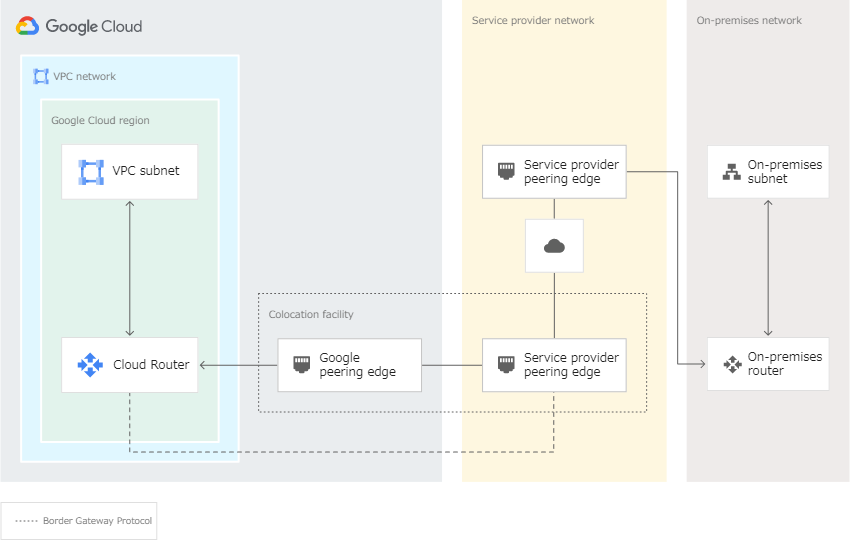 Google Cloud
VPC network
Google Cloud region
VPC subnet
Cloud Router
Colocation facility
Google
peering edge
Service provider network
Service provider
peering edge
Service provider
peering edge
On-premises network
On-premises
subnet
On-premises
router
Border Gateway Protocol